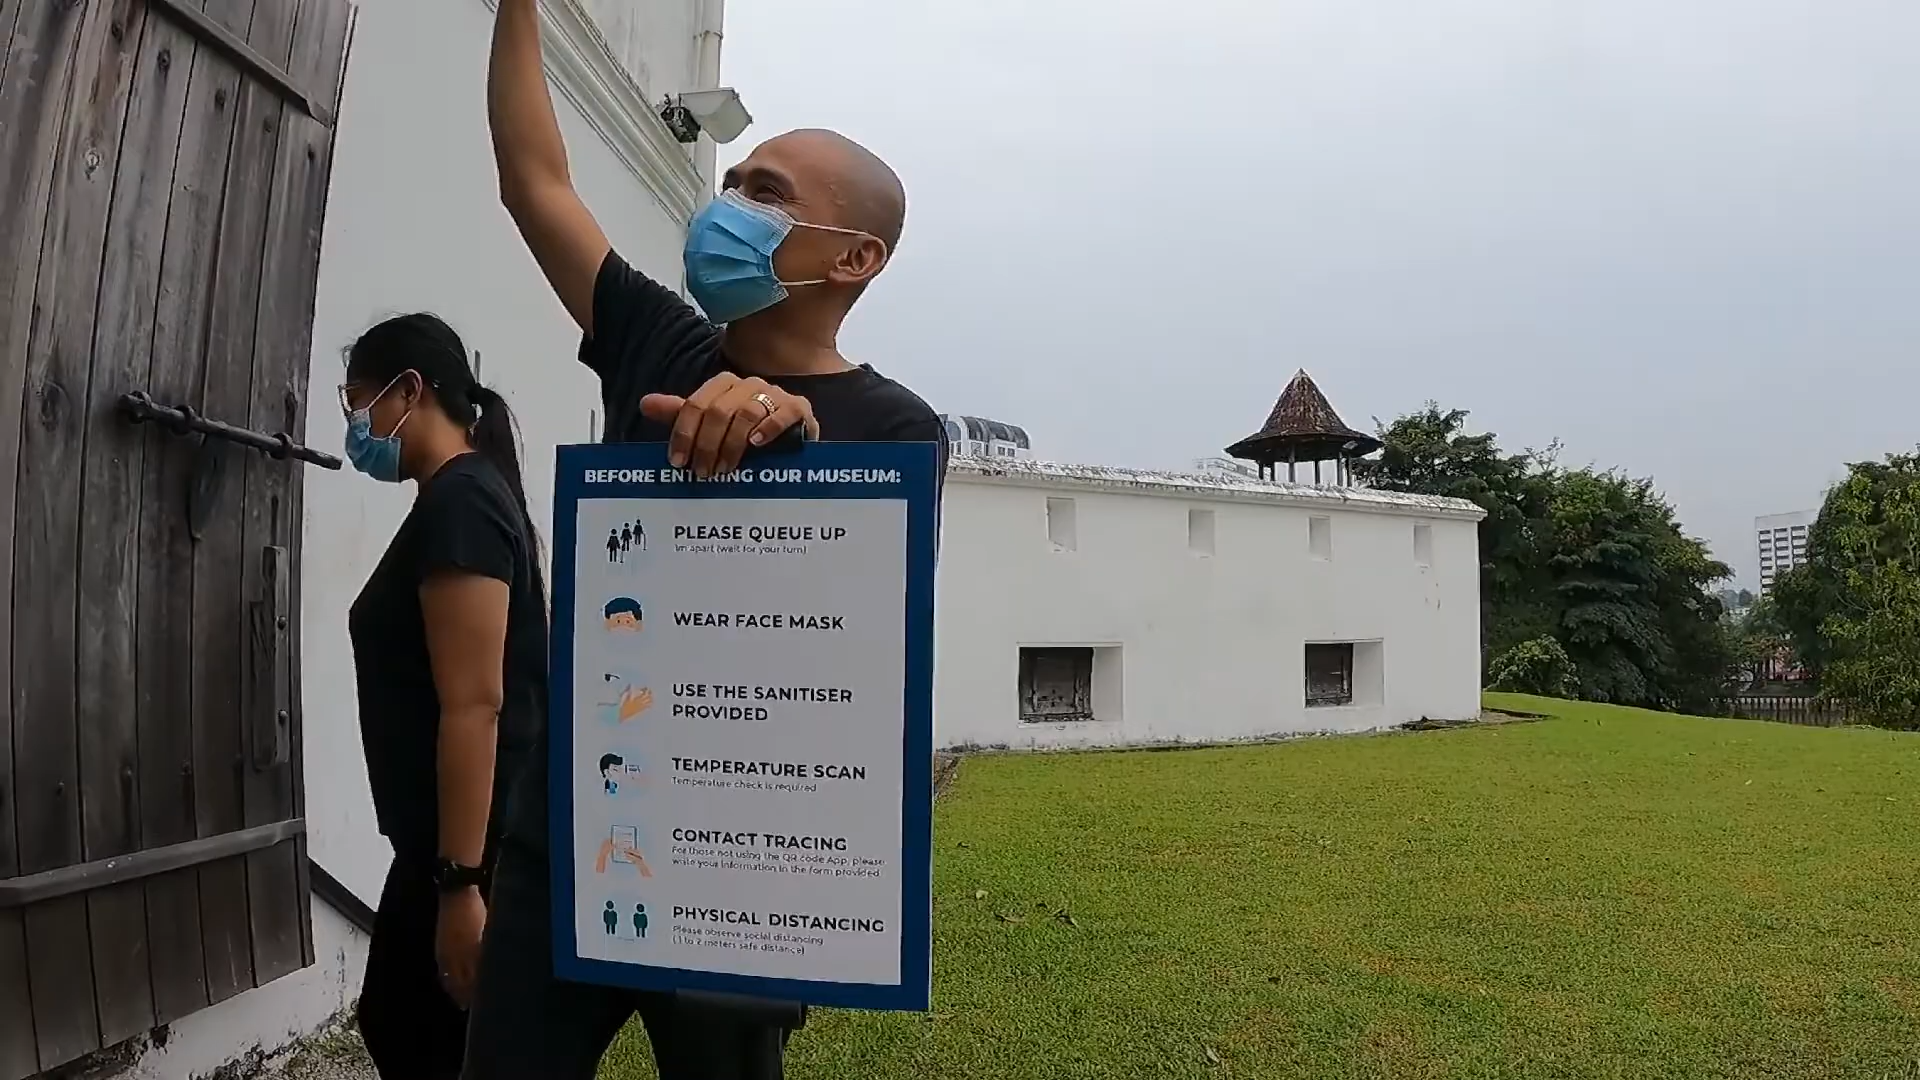 BEFORE ENTERING OUR MUSEUM:
PLEASE QUEUE UP
1m apart (wait for your turn)
WEAR FACE MASK
USE THE SANITISER
PROVIDED
TEMPERATURE SCAN
Temperature check is required
CONTACT TRACING
For those not using the QR code App, please
write your information in the form provided
PHYSICAL DISTANCING
Please observe social distancing
(1 to 2 meters safe distance)